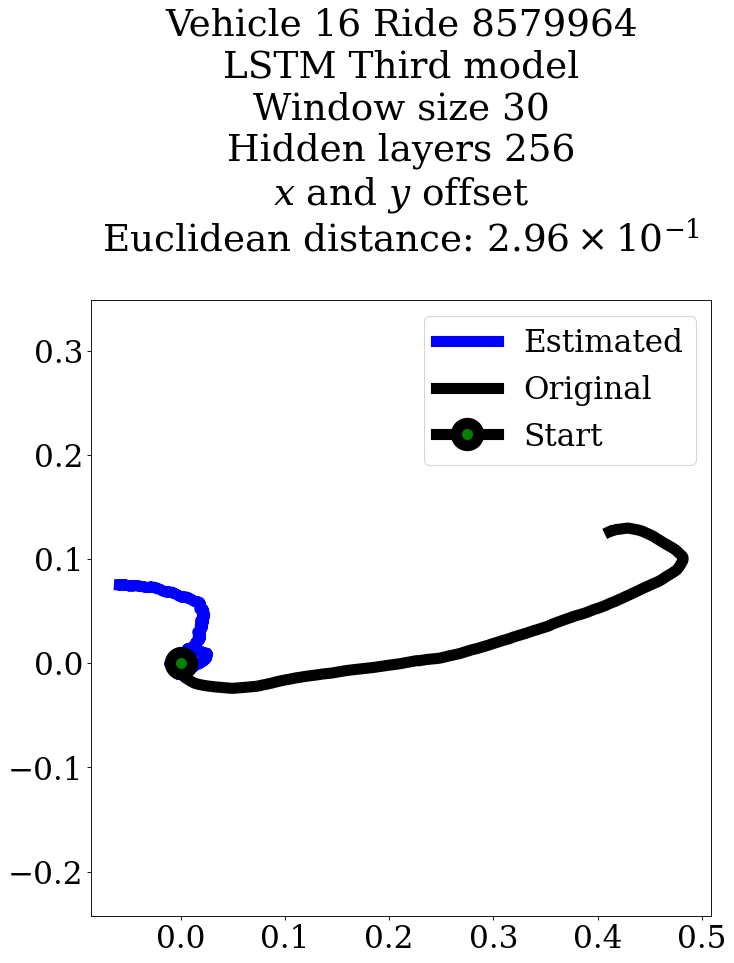 Vehicle 16 Ride 8579964
LSTM Third model
Window size 30
Hidden layers 256
x and y offset
Euclidean distance: 2.96 × 10⁻¹
Estimated
Original
Start
0.3
0.2
0.1
0.0
−0.1
−0.2
0.0 0.1 0.2 0.3 0.4 0.5